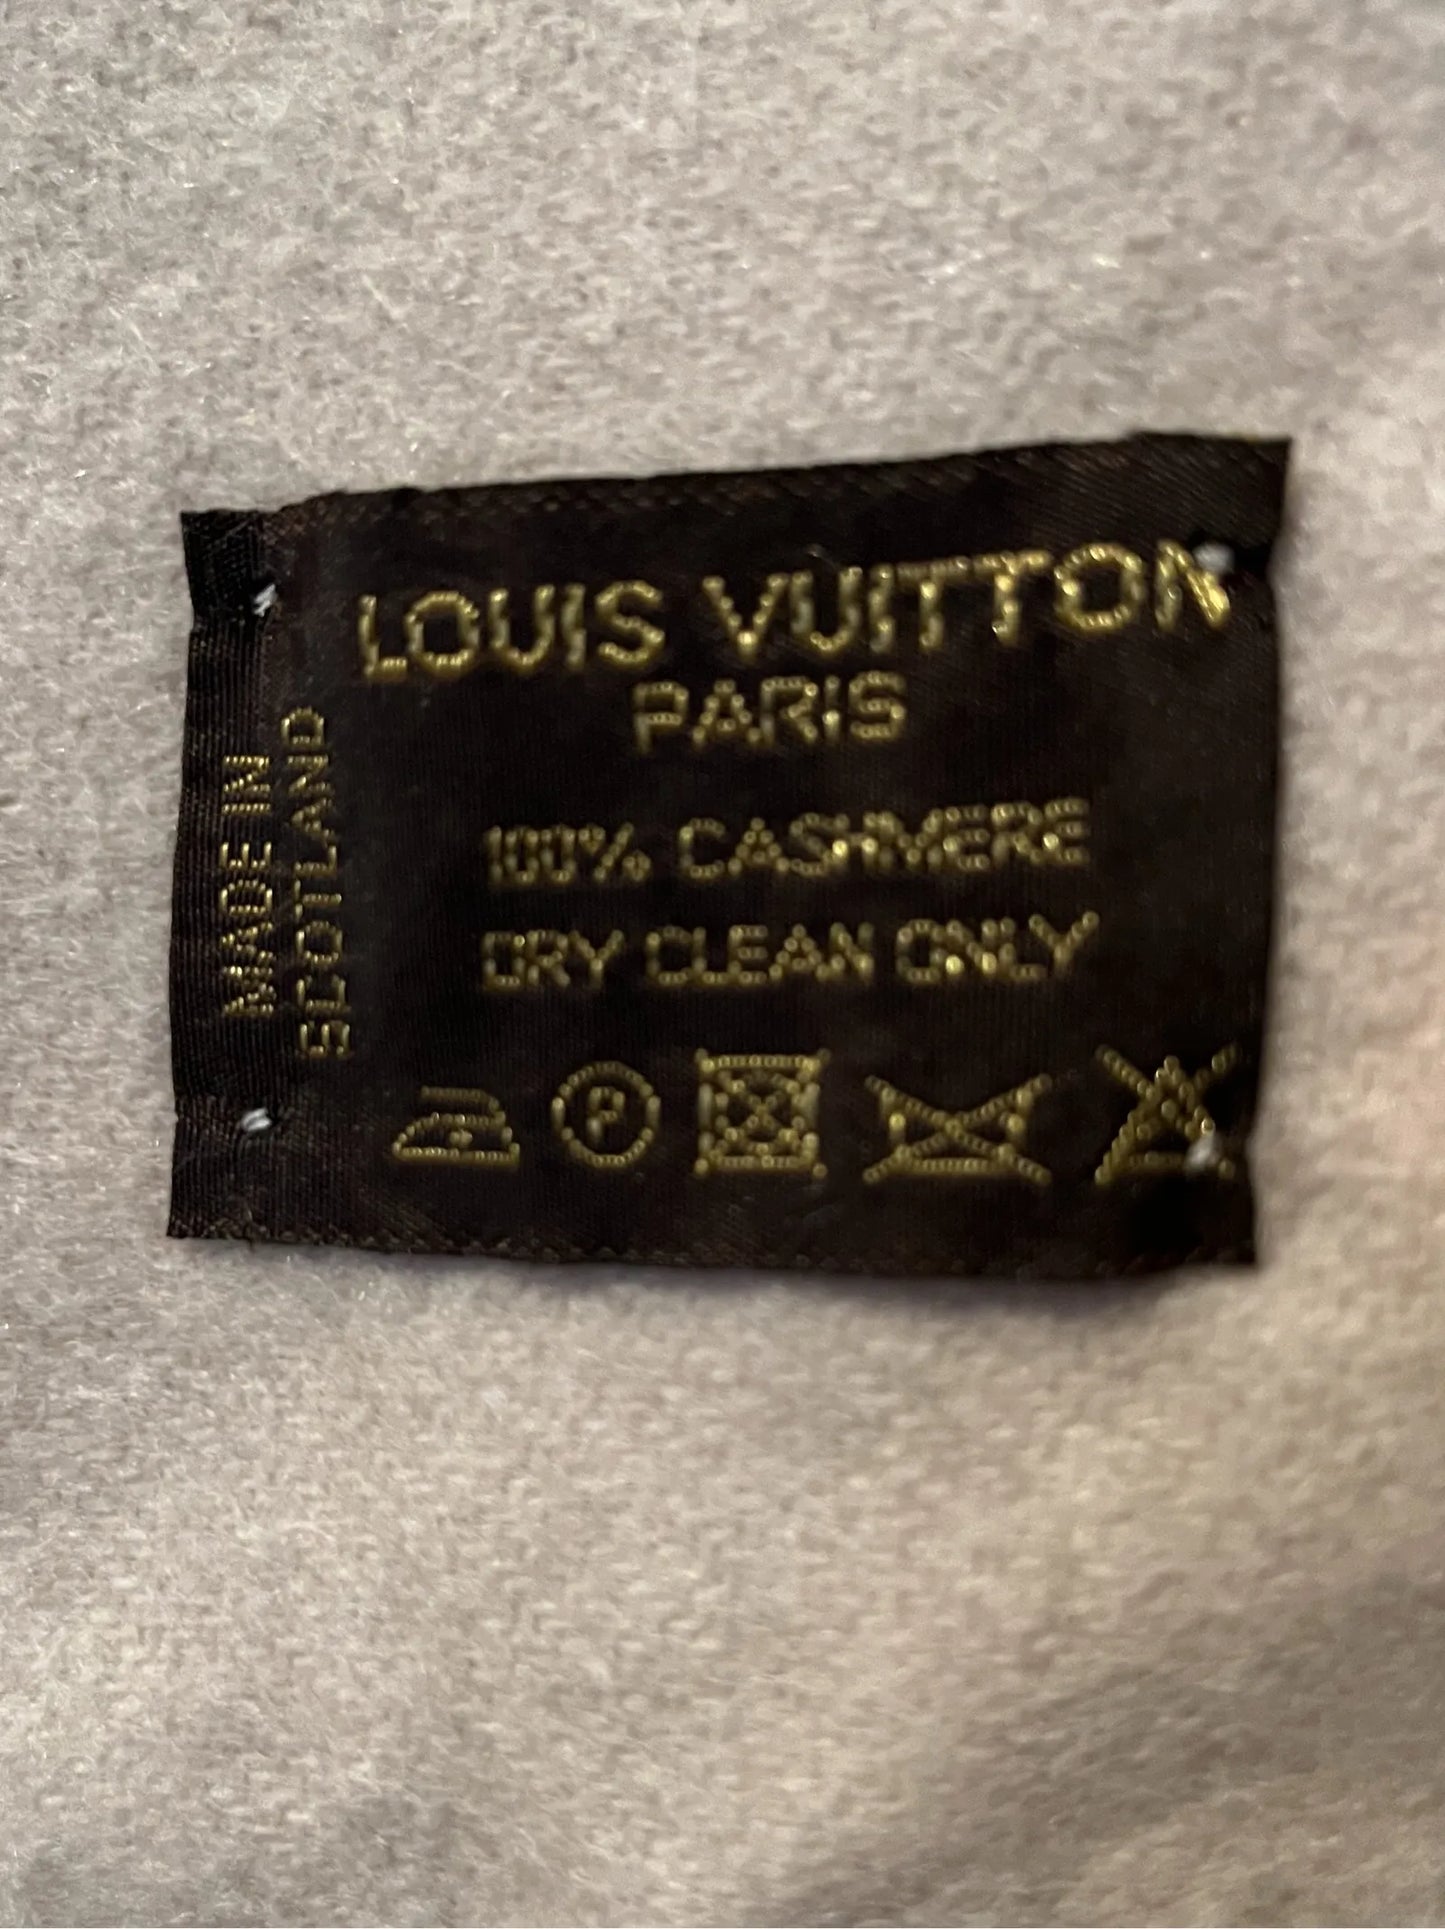 LOUIS VUITTON
PARIS
100% CASHMERE
DRY CLEAN ONLY
P
MADE IN
SCOTLAND